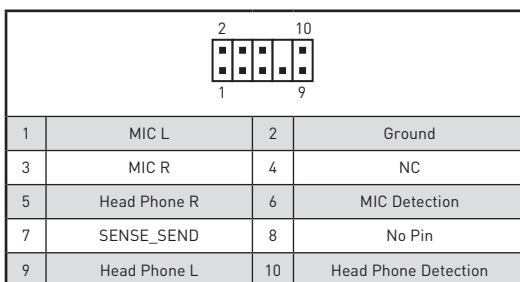 2 10
1 9
1 MIC L 2 Ground
3 MIC R 4 NC
5 Head Phone R 6 MIC Detection
7 SENSE_SEND 8 No Pin
9 Head Phone L 10 Head Phone Detection